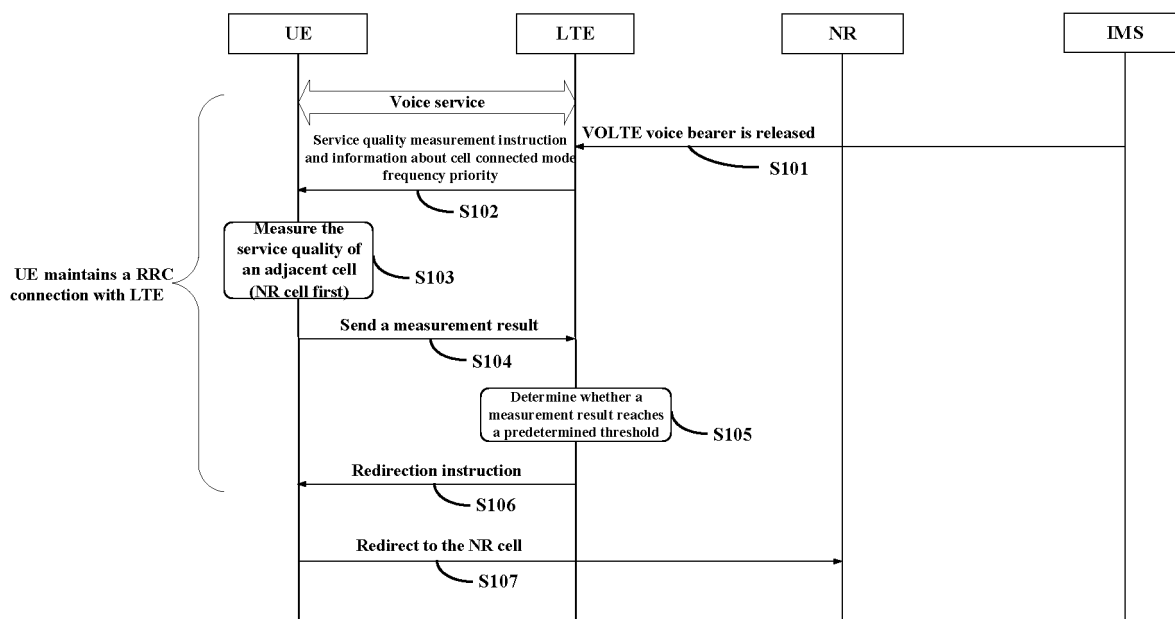 UE
LTE
NR
IMS
Voice service
VOLTE voice bearer is released
S101
Service quality measurement instruction
and information about cell connected mode
frequency priority
S102
Measure the
service quality of
an adjacent cell
(NR cell first)
S103
UE maintains a RRC
connection with LTE
Send a measurement result
S104
Determine whether a
measurement result reaches
a predetermined threshold
S105
Redirection instruction
S106
Redirect to the NR cell
S107